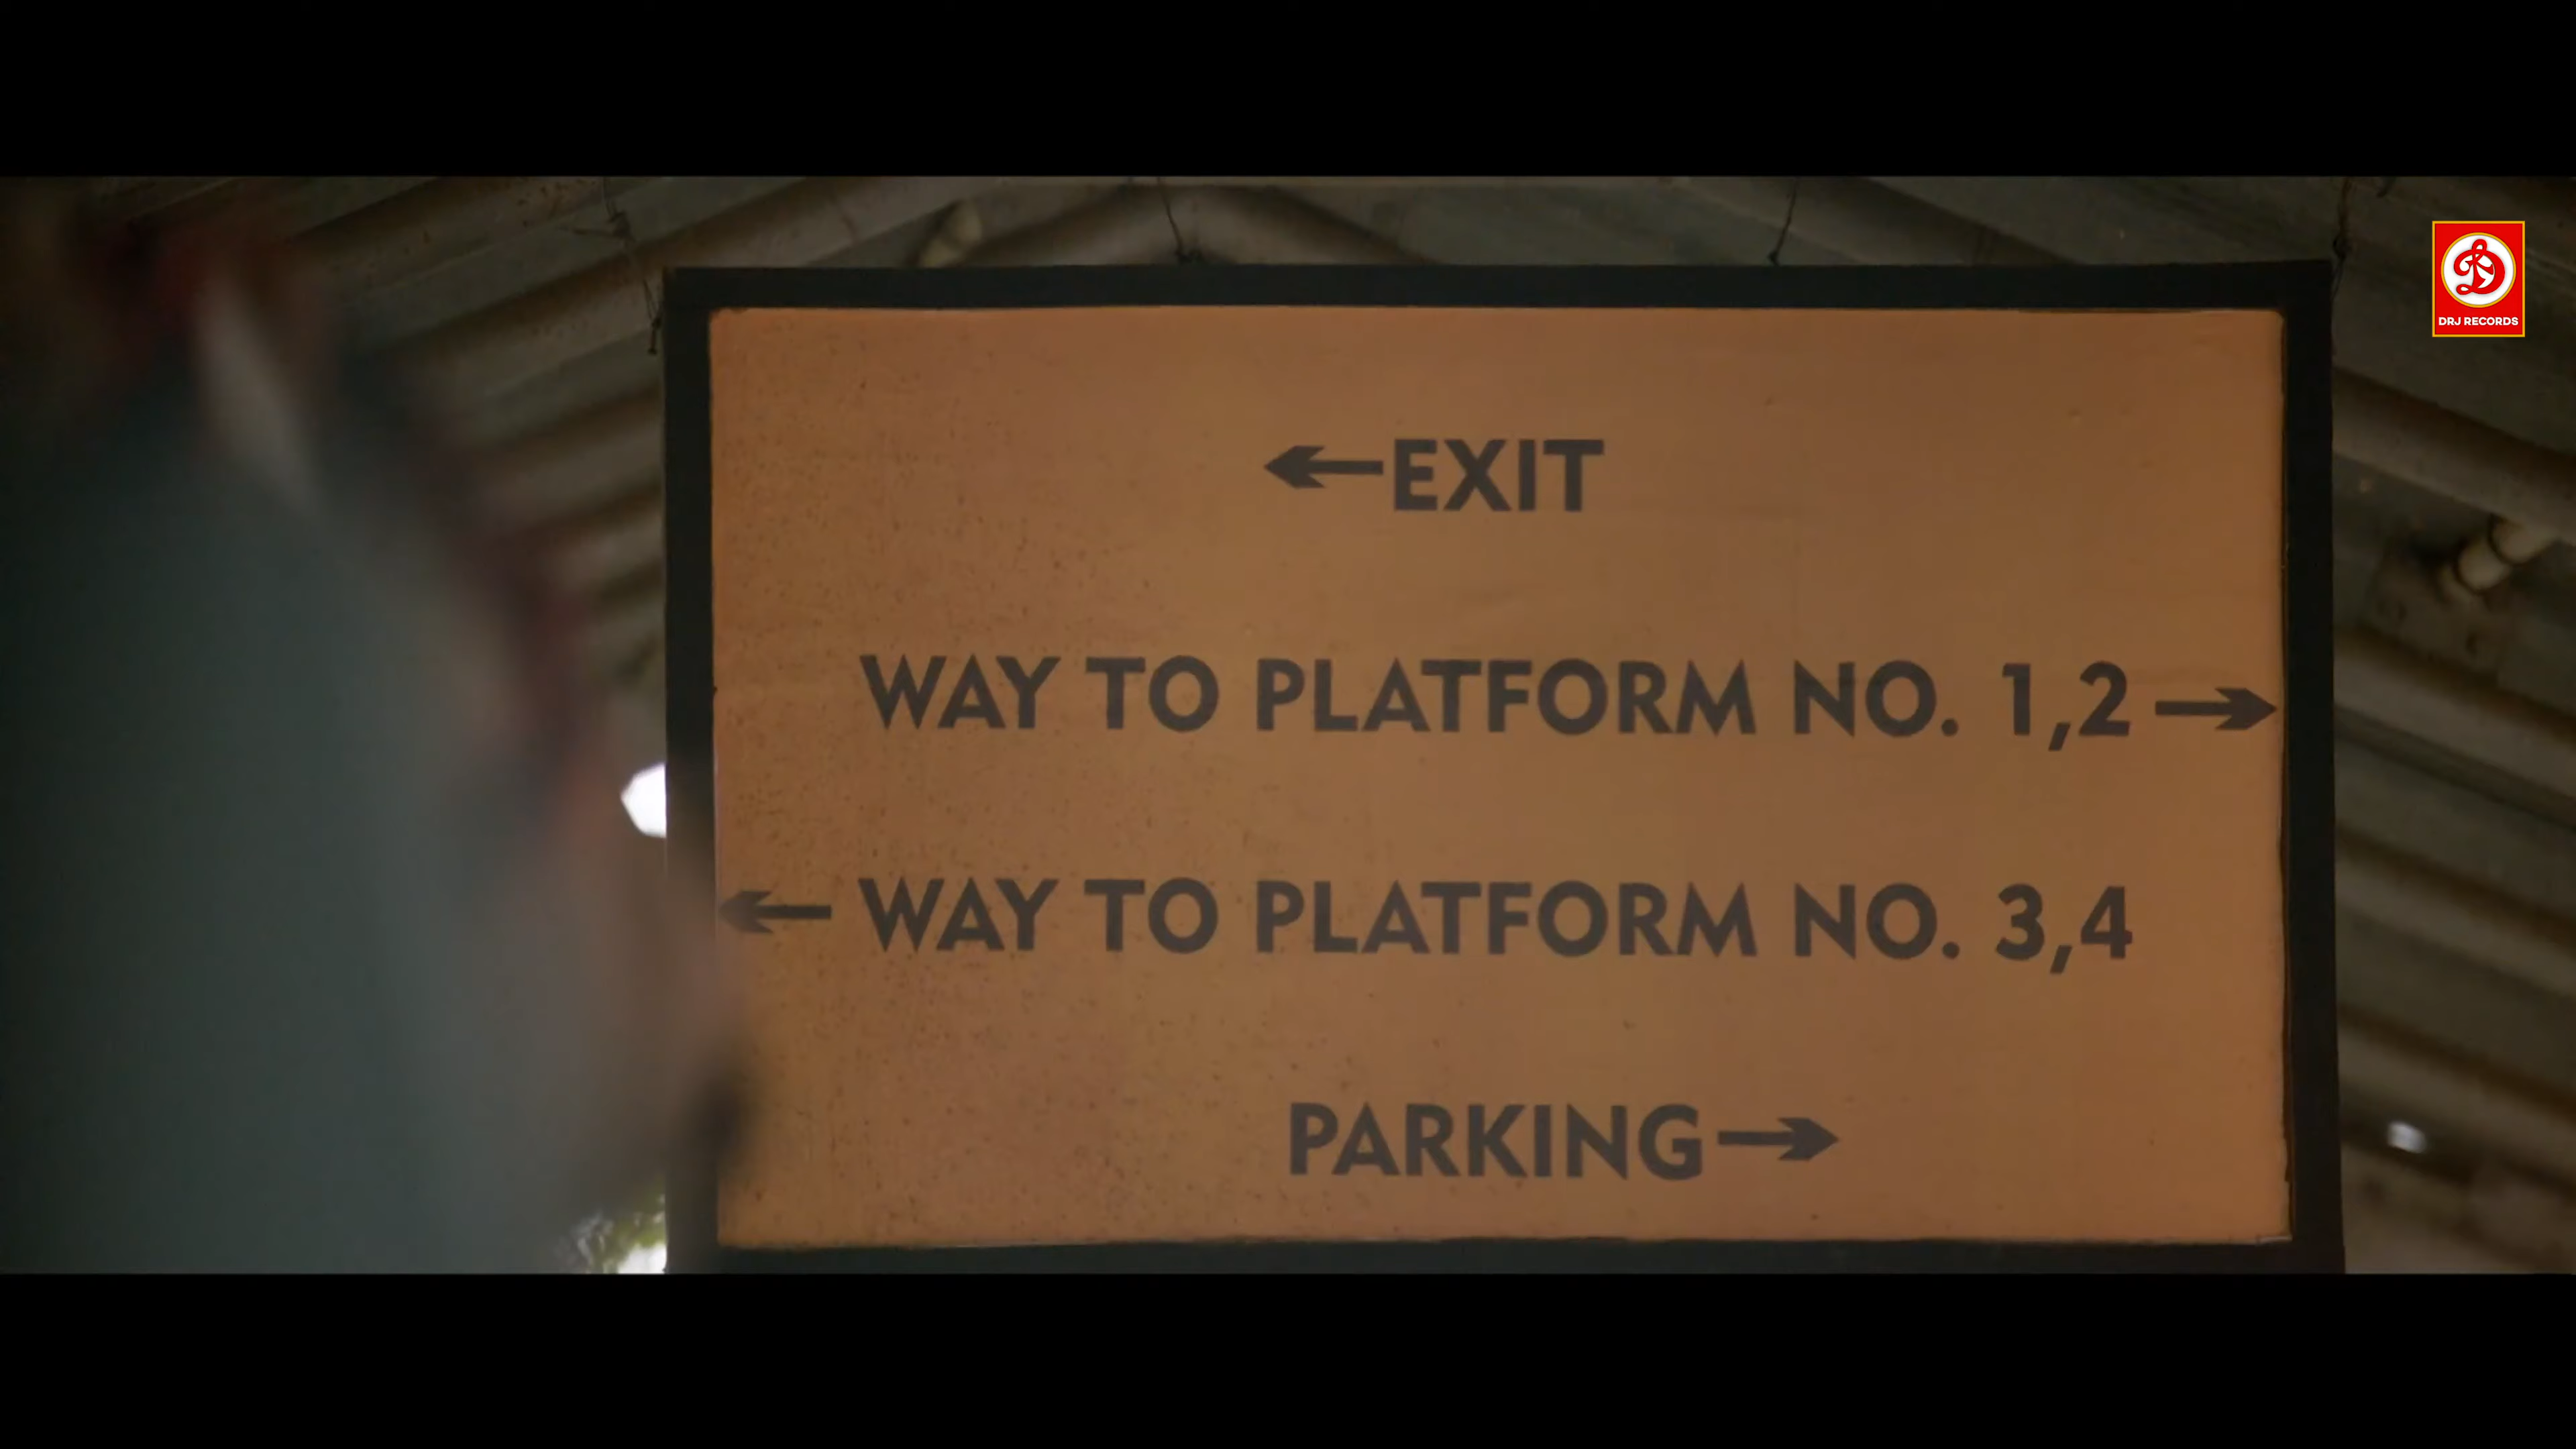 ←EXIT
WAY TO PLATFORM NO. 1,2→
← WAY TO PLATFORM NO. 3,4
PARKING→
DRJ RECORDS